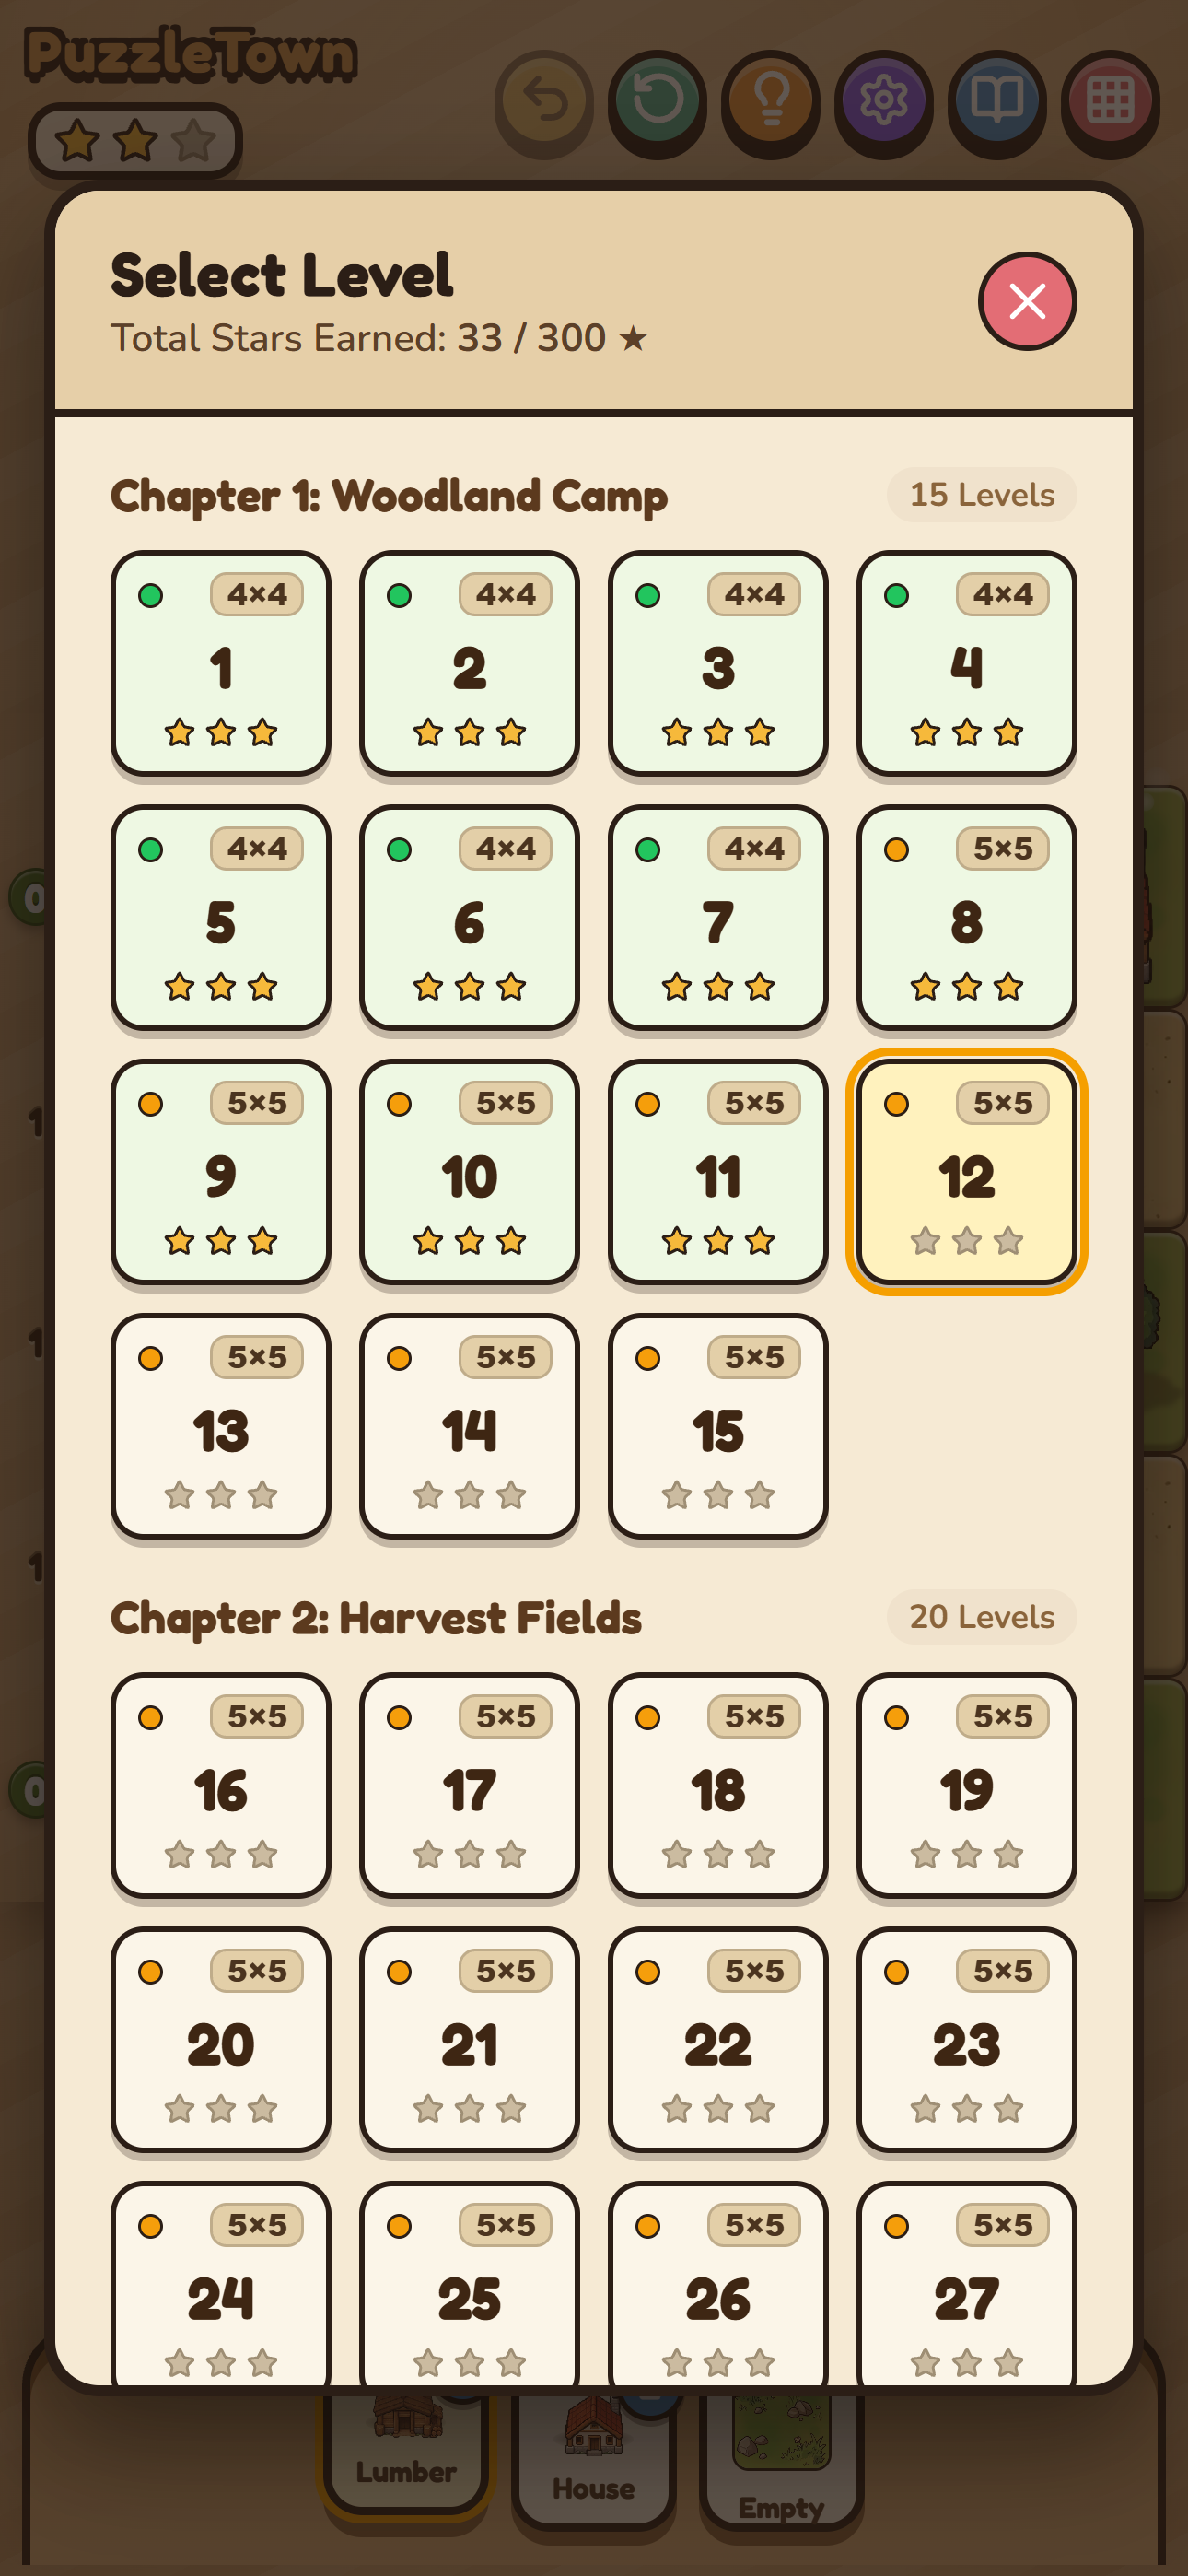 PuzzleTown
Select Level
Total Stars Earned: 33 / 300 ★
Chapter 1: Woodland Camp
15 Levels
4×4 4×4 4×4 4×4
1 2 3 4
4×4 4×4 4×4 5×5
5 6 7 8
5×5 5×5 5×5 5×5
9 10 11 12
5×5 5×5 5×5
13 14 15
Chapter 2: Harvest Fields
20 Levels
5×5 5×5 5×5 5×5
16 17 18 19
5×5 5×5 5×5 5×5
20 21 22 23
5×5 5×5 5×5 5×5
24 25 26 27
Lumber House Empty